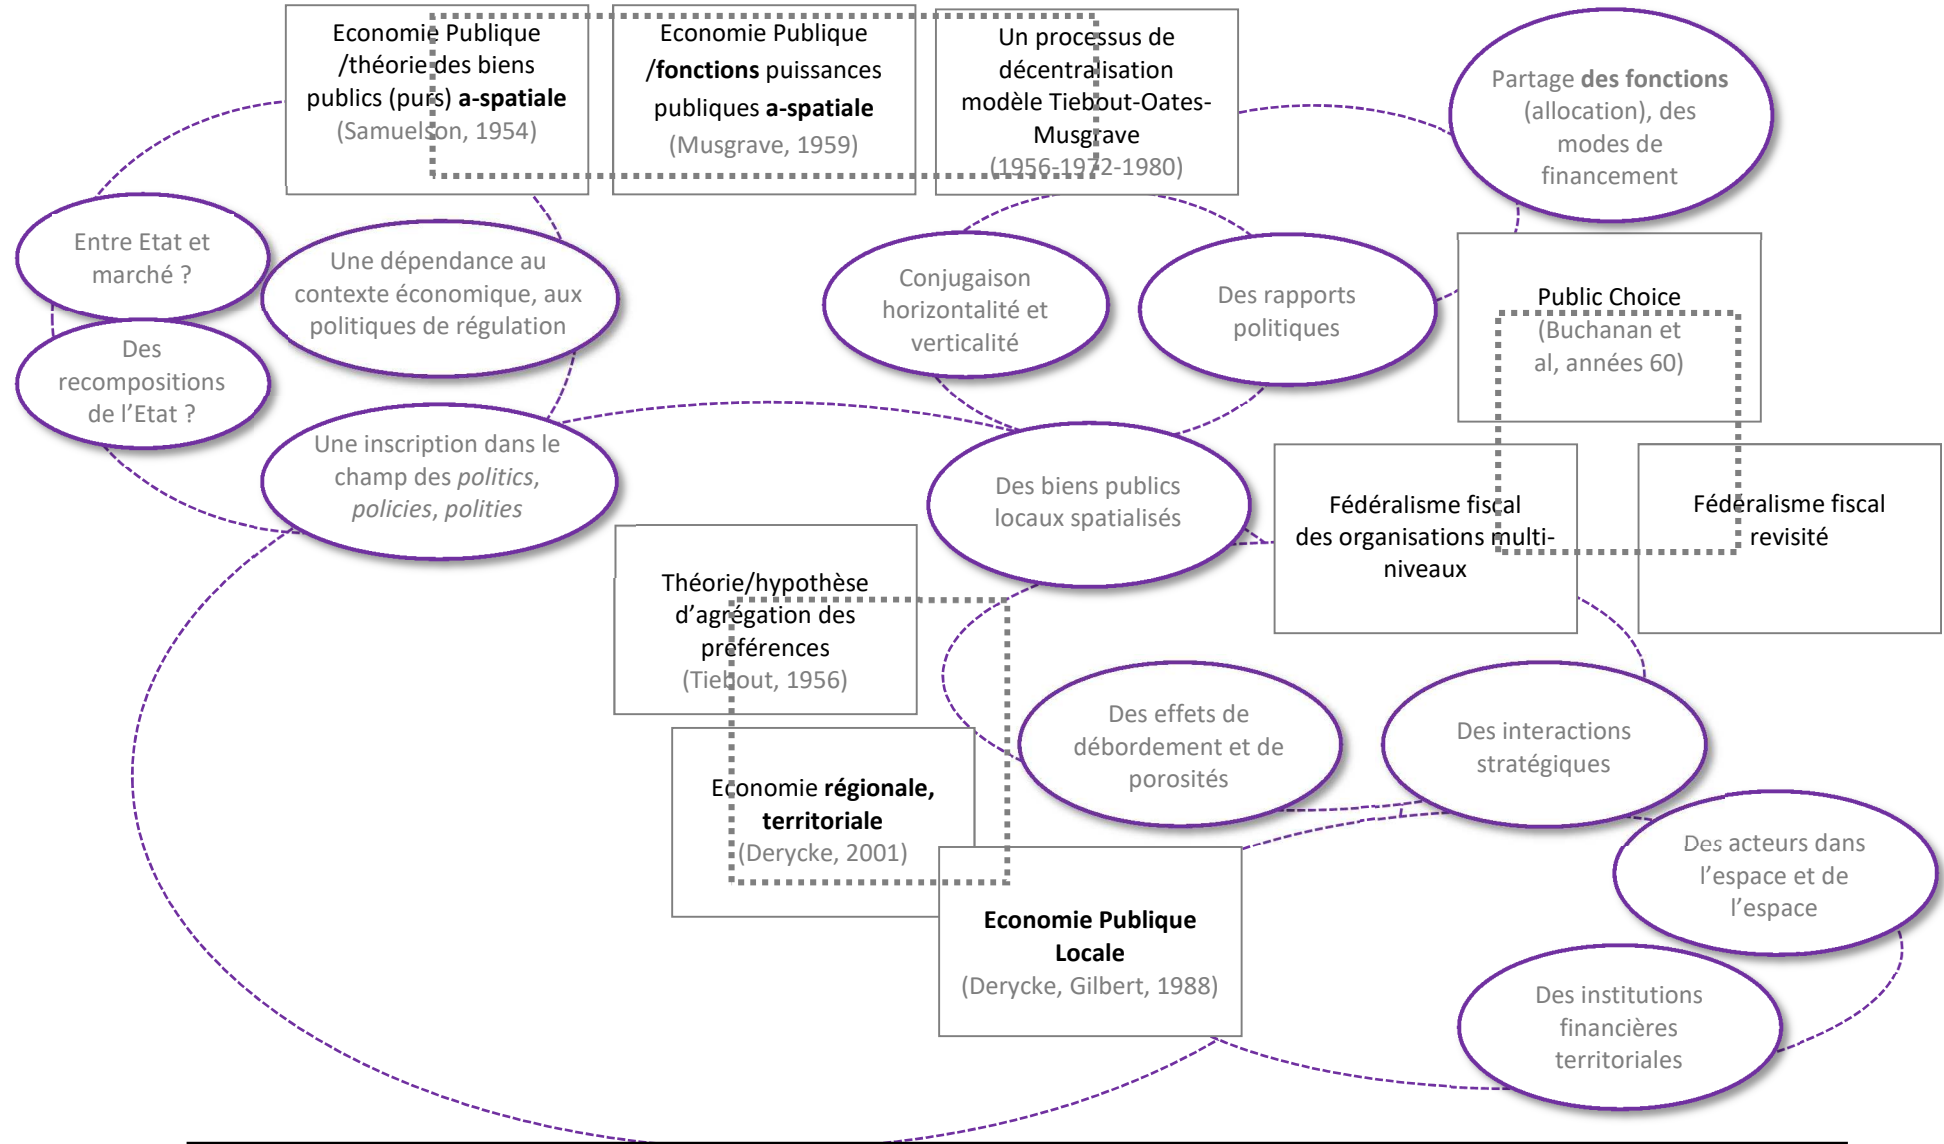 Economie Publique
/théorie des biens
publics (purs) a-spatiale
(Samuelson, 1954)
Economie Publique
/fonctions puissances
publiques a-spatiale
(Musgrave, 1959)
Un processus de
décentralisation
modèle Tiebout-Oates-
Musgrave
(1956-1972-1980)
Partage des fonctions
(allocation), des
modes de
financement
Entre Etat et
marché ?
Une dépendance au
contexte économique, aux
politiques de régulation
Conjugaison
horizontalité et
verticalité
Des rapports
politiques
Public Choice
(Buchanan et
al, années 60)
Des
recompositions
de l’Etat ?
Une inscription dans le
champ des politics,
policies, polities
Des biens publics
locaux spatialisés
Fédéralisme fiscal
des organisations multi-
niveaux
Fédéralisme fiscal
revisité
Théorie/hypothèse
d’agrégation des
préférences
(Tiebout, 1956)
Des effets de
débordement et de
porosités
Des interactions
stratégiques
Economie régionale,
territoriale
(Derycke, 2001)
Des acteurs dans
l’espace et de
l’espace
Economie Publique
Locale
(Derycke, Gilbert, 1988)
Des institutions
financières
territoriales